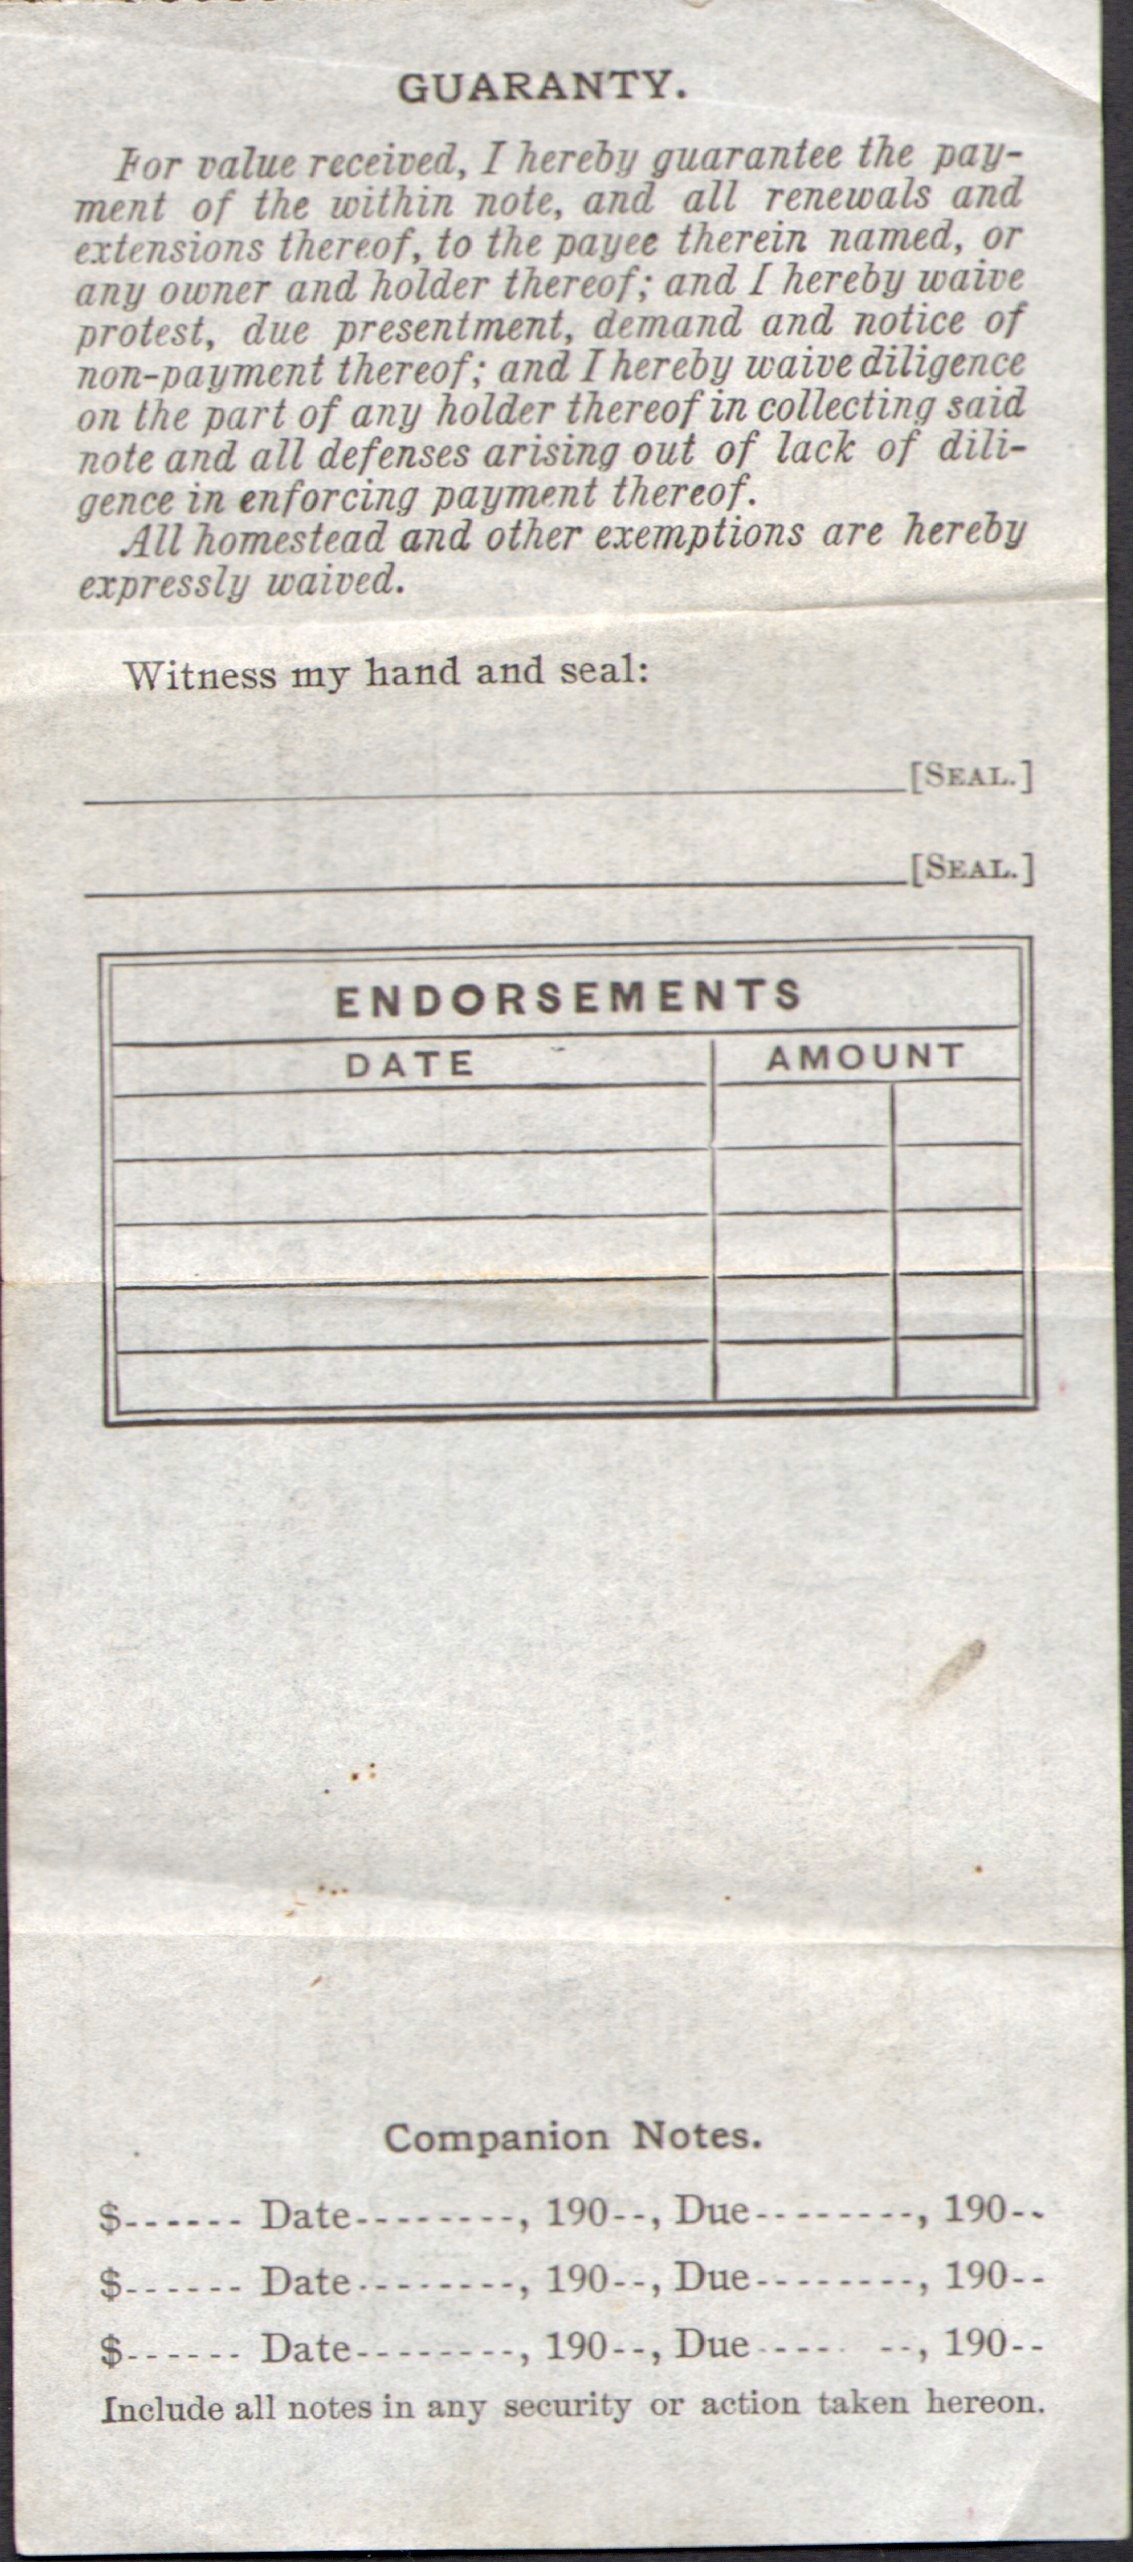 GUARANTY.
For value received, I hereby guarantee the pay-
ment of the within note, and all renewals and
extensions thereof, to the payee therein named, or
any owner and holder thereof; and I hereby waive
protest, due presentment, demand and notice of
non-payment thereof; and I hereby waive diligence
on the part of any holder thereof in collecting said
note and all defenses arising out of lack of dili-
gence in enforcing payment thereof.
All homestead and other exemptions are hereby
expressly waived.
Witness my hand and seal:
[SEAL.]
[SEAL.]
ENDORSEMENTS
DATE AMOUNT
Companion Notes.
$------ Date--------, 190--, Due--------, 190--
$------ Date--------, 190--, Due--------, 190--
$------ Date--------, 190--, Due---- --, 190--
Include all notes in any security or action taken hereon.